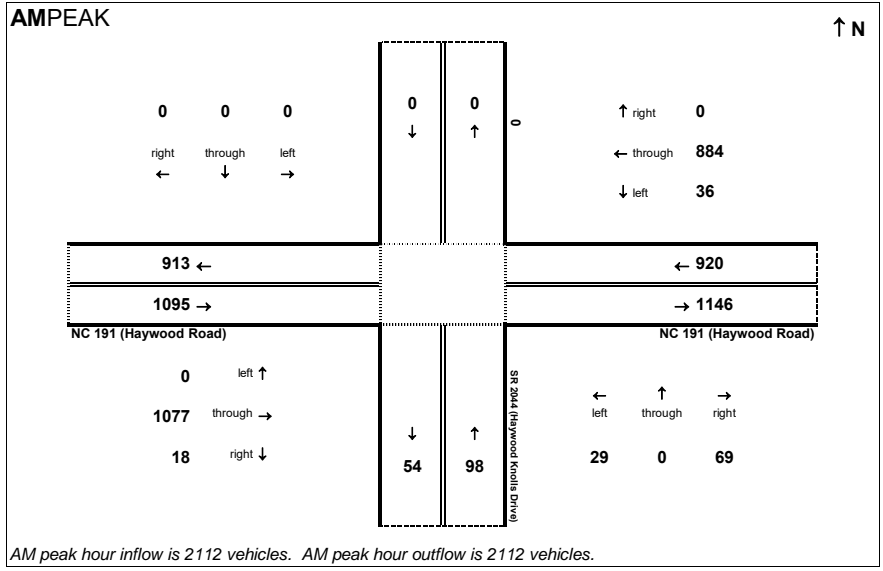 AMPEAK
↑ N
0 0 0
right through left
← ↓ →
0 0
↓ ↑
0
↑ right 0
← through 884
↓ left 36
913 ←
← 920
1095 →
→ 1146
NC 191 (Haywood Road)
NC 191 (Haywood Road)
0 left ↑
1077 through →
18 right ↓
↓ ↑
54 98
SR 2044 (Haywood Knolls Drive)
← ↑ →
left through right
29 0 69
AM peak hour inflow is 2112 vehicles. AM peak hour outflow is 2112 vehicles.